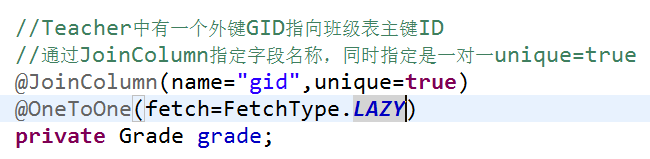 //Teacher中有一个外键GID指向班级表主键ID
//通过JoinColumn指定字段名称，同时指定是一对一unique=true
@JoinColumn(name="gid",unique=true)
@OneToOne(fetch=FetchType.LAZY)
private Grade grade;